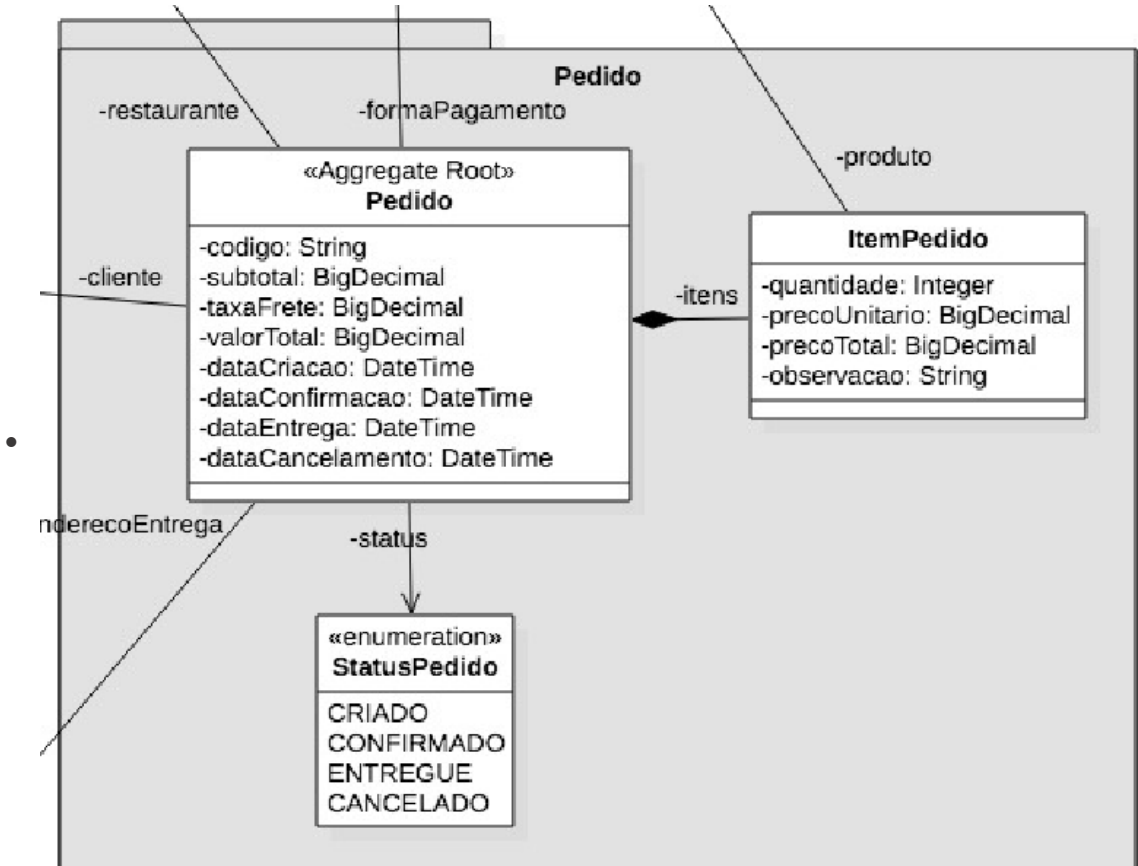 Pedido
-restaurante
-formaPagamento
-produto
«Aggregate Root»
Pedido
-codigo: String
-subtotal: BigDecimal
-taxaFrete: BigDecimal
-valorTotal: BigDecimal
-dataCriacao: DateTime
-dataConfirmacao: DateTime
-dataEntrega: DateTime
-dataCancelamento: DateTime
-cliente
-itens
ItemPedido
-quantidade: Integer
-precoUnitario: BigDecimal
-precoTotal: BigDecimal
-observacao: String
nderecoEntrega
-status
«enumeration»
StatusPedido
CRIADO
CONFIRMADO
ENTREGUE
CANCELADO